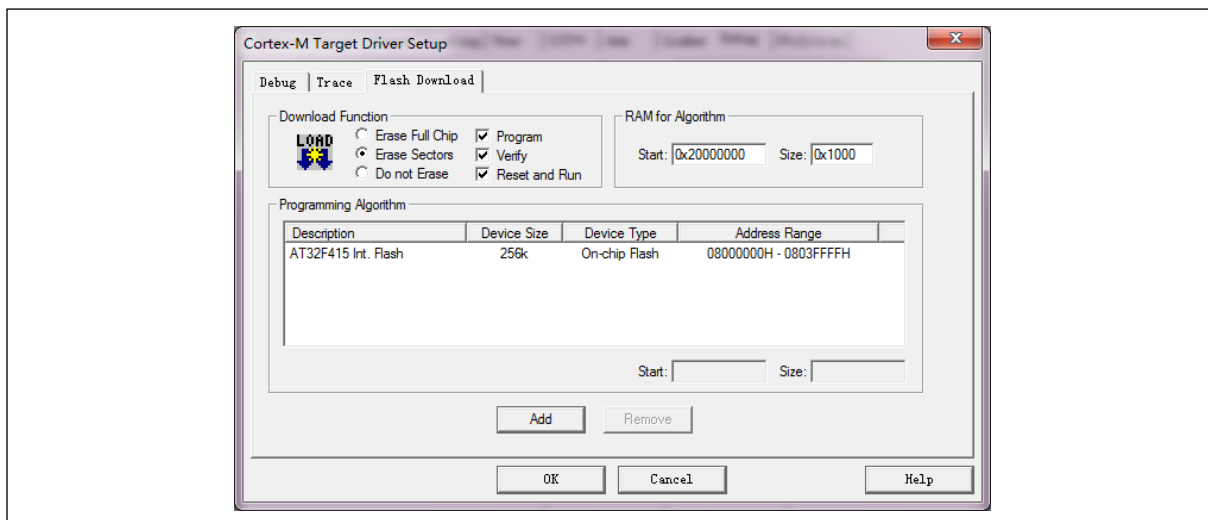 Cortex-M Target Driver Setup
Debug Trace Flash Download
Download Function
LOAD
Erase Full Chip Program
Erase Sectors Verify
Do not Erase Reset and Run
RAM for Algorithm
Start: 0x20000000 Size: 0x1000
Programming Algorithm
Description Device Size Device Type Address Range
AT32F415 Int. Flash 256k On-chip Flash 08000000H - 0803FFFFH
Start: Size:
Add Remove
OK Cancel Help